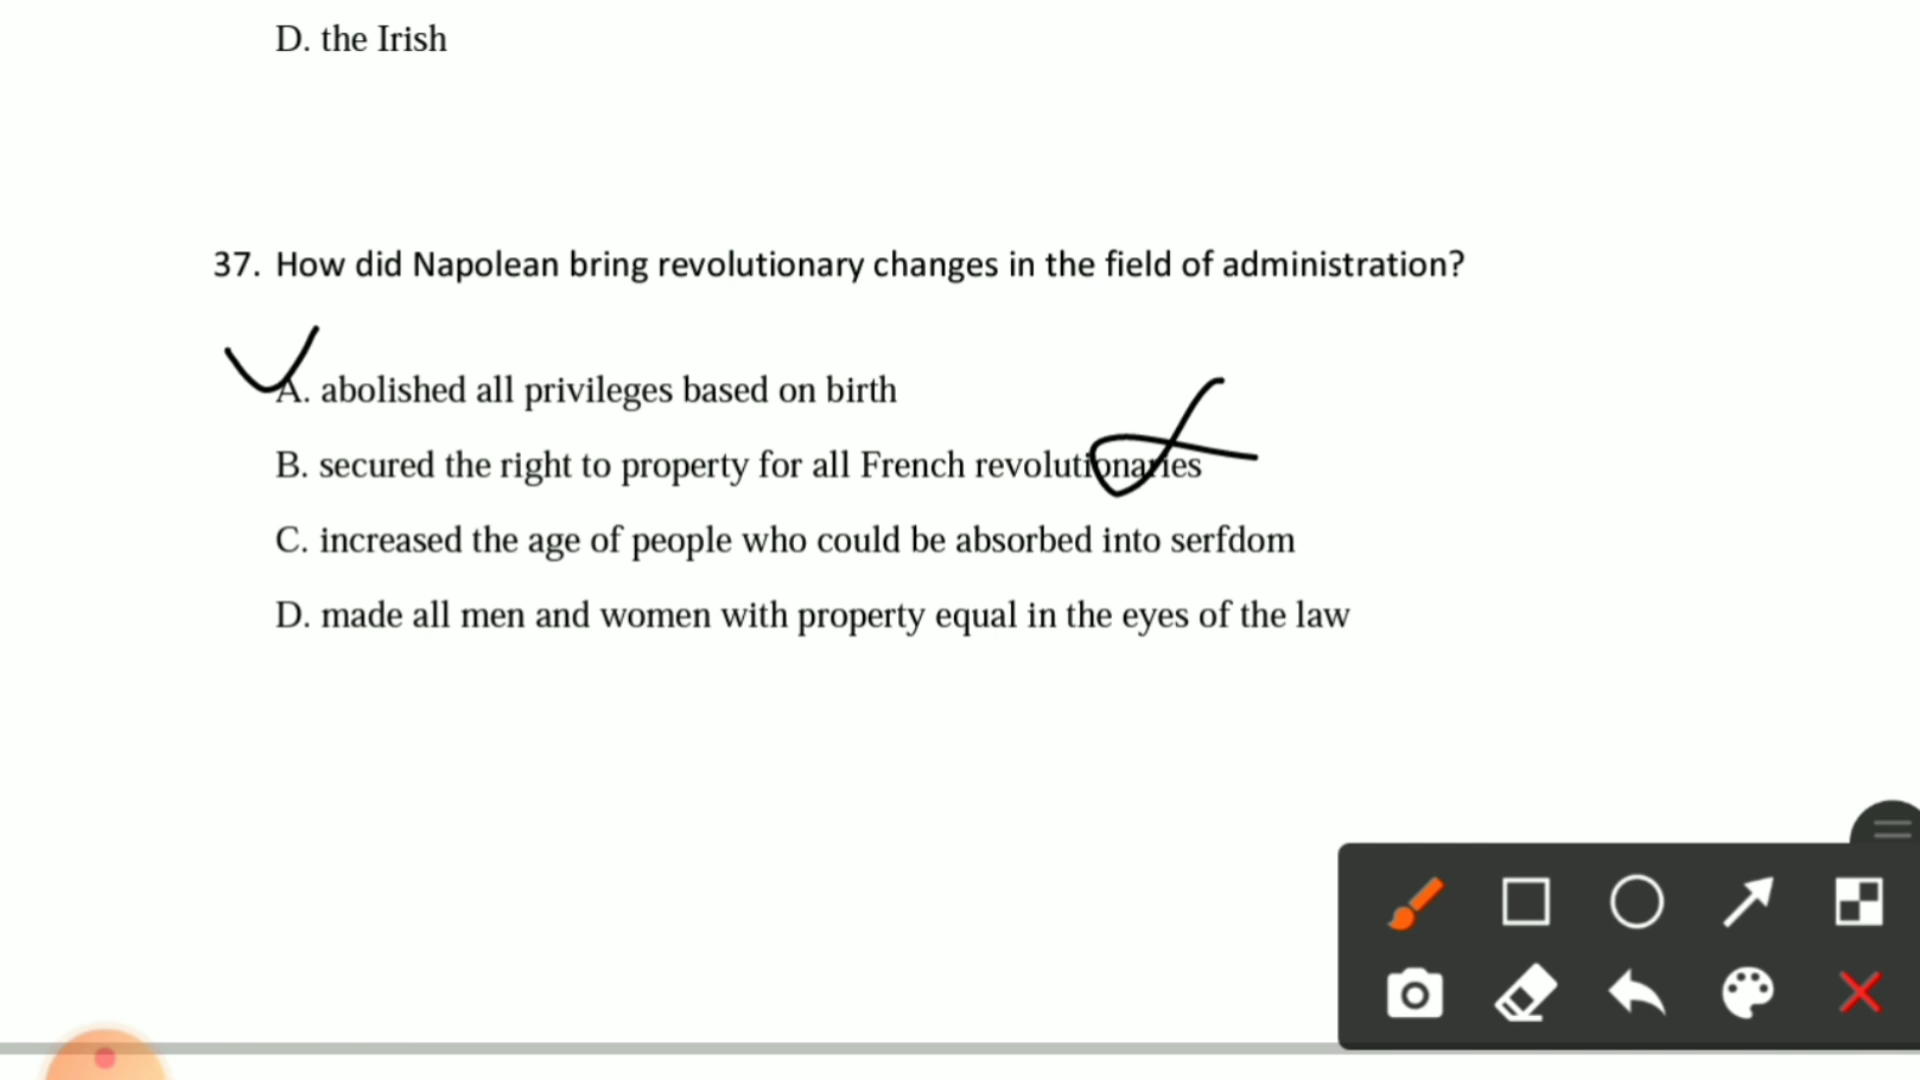 D. the Irish
37. How did Napolean bring revolutionary changes in the field of administration?
A. abolished all privileges based on birth
B. secured the right to property for all French revolutionaries
C. increased the age of people who could be absorbed into serfdom
D. made all men and women with property equal in the eyes of the law